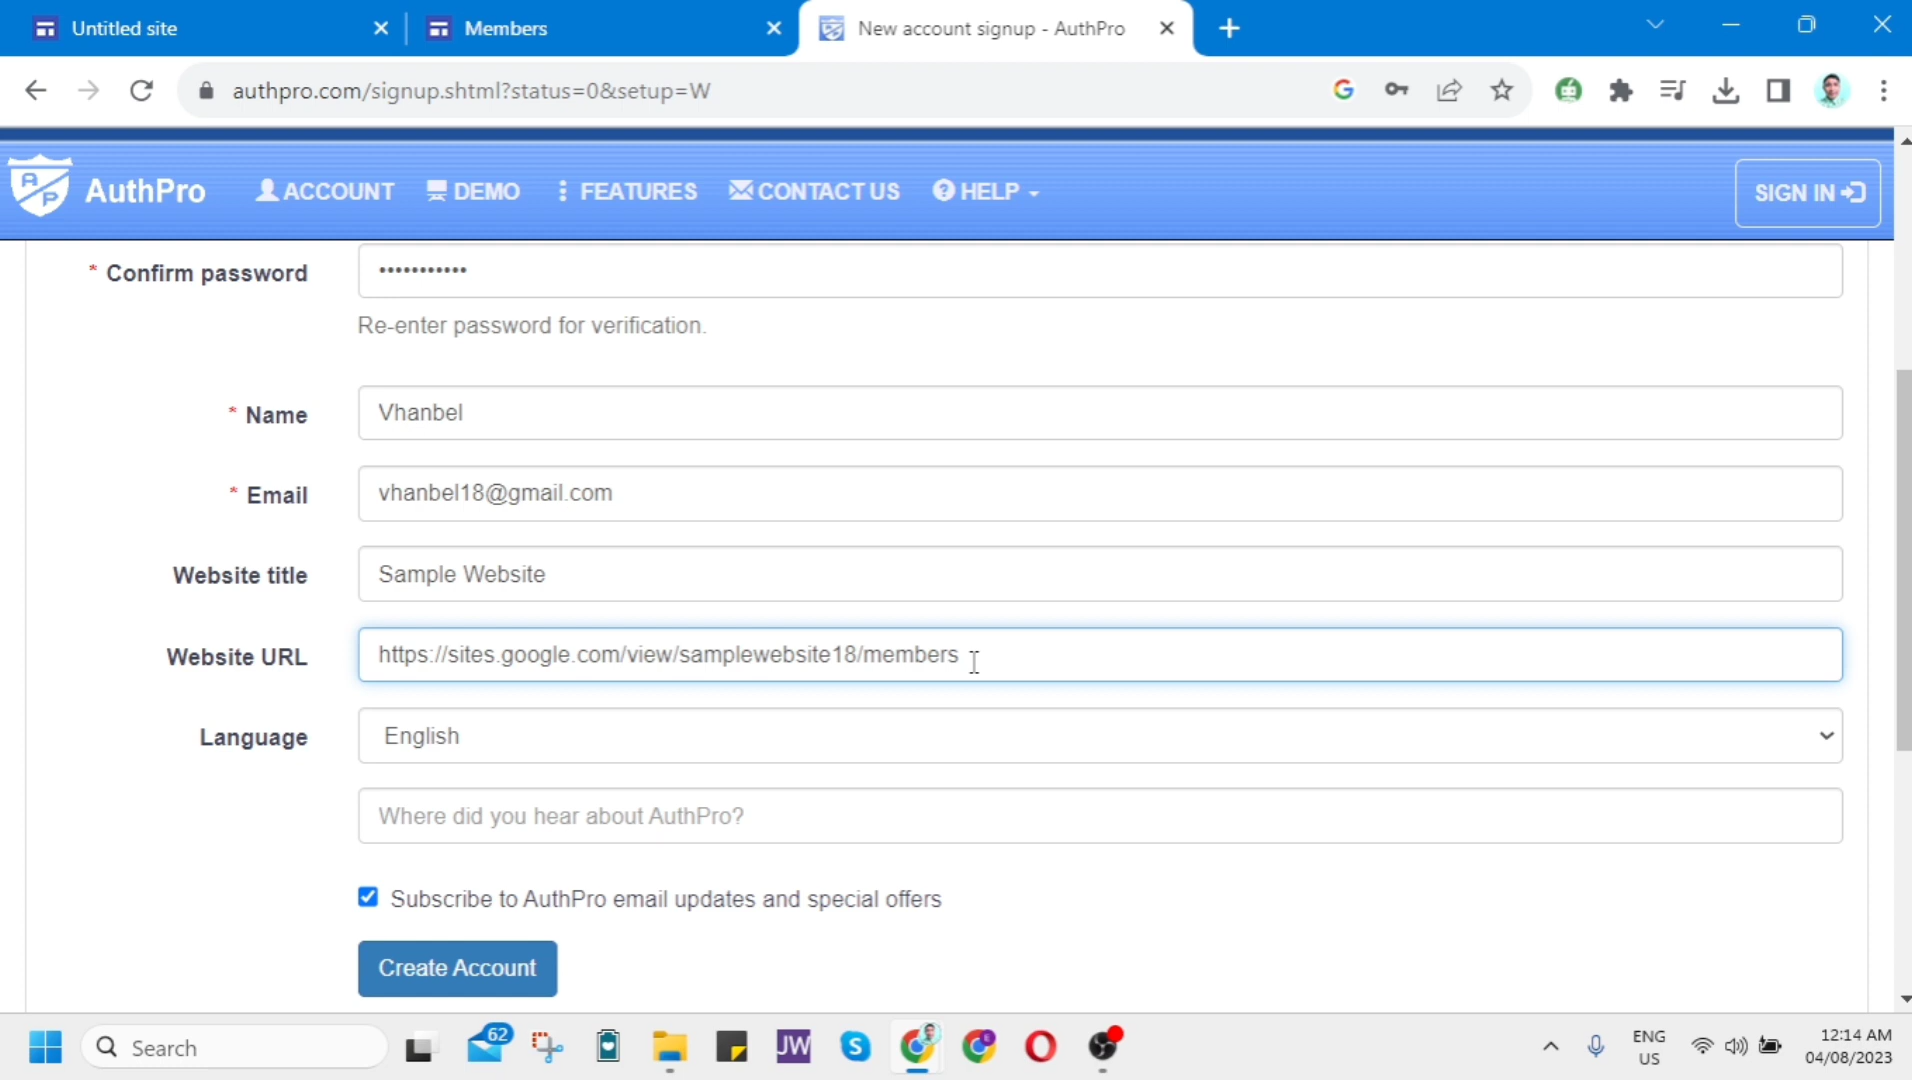 Untitled site
Members
New account signup - AuthPro
authpro.com/signup.shtml?status=0&setup=W
AP
AuthPro
ACCOUNT
DEMO
FEATURES
CONTACT US
HELP
SIGN IN
* Confirm password
•••••••••••
Re-enter password for verification.
* Name
Vhanbel
* Email
vhanbel18@gmail.com
Website title
Sample Website
Website URL
https://sites.google.com/view/samplewebsite18/members
Language
English
Where did you hear about AuthPro?
Subscribe to AuthPro email updates and special offers
Create Account
Search
62
JW
S
E
ENG
US
12:14 AM
04/08/2023